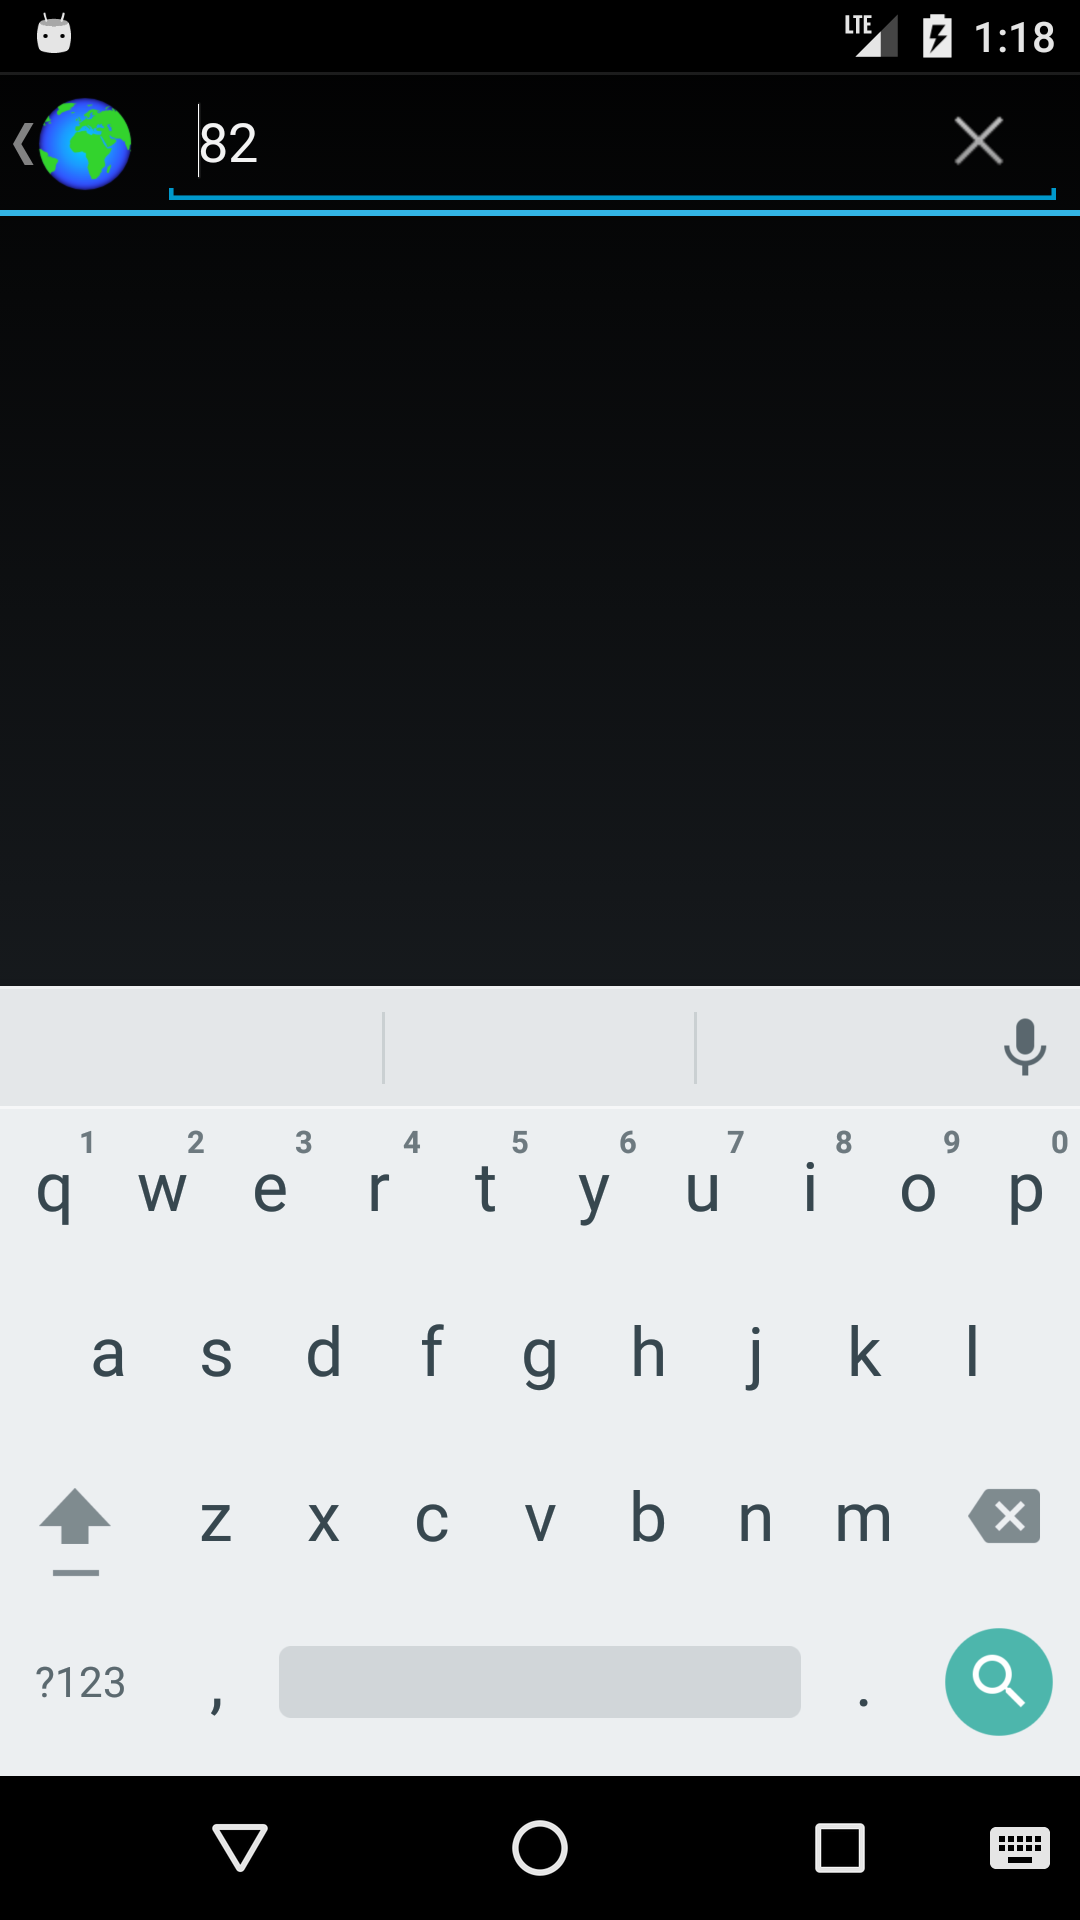 LTE 1:18
82
1 2 3 4 5 6 7 8 9 0
q w e r t y u i o p
a s d f g h j k l
z x c v b n m
?123 , .